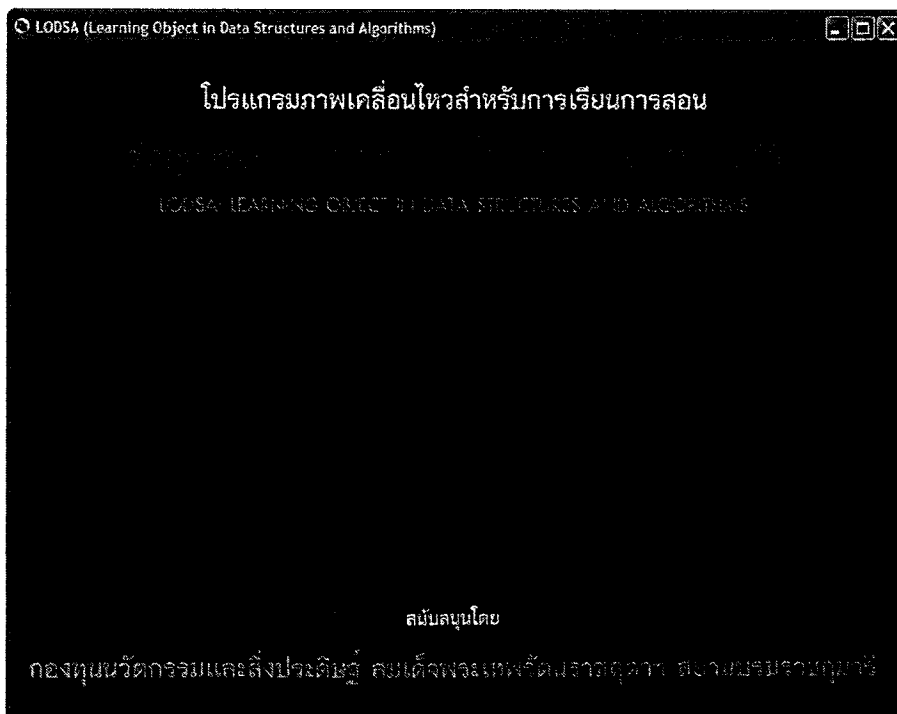 LODSA (Learning Object in Data Structures and Algorithms)
โปรแกรมภาพเคลื่อนไหวสำหรับการเรียนการสอน
LODSA: LEARNING OBJECT IN DATA STRUCTURES AND ALGORITHMS
สนับสนุนโดย
กองทุนนวัตกรรมและสิ่งประดิษฐ์ สมเด็จพระเทพรัตนราชสุดาฯ สยามบรมราชกุมารี